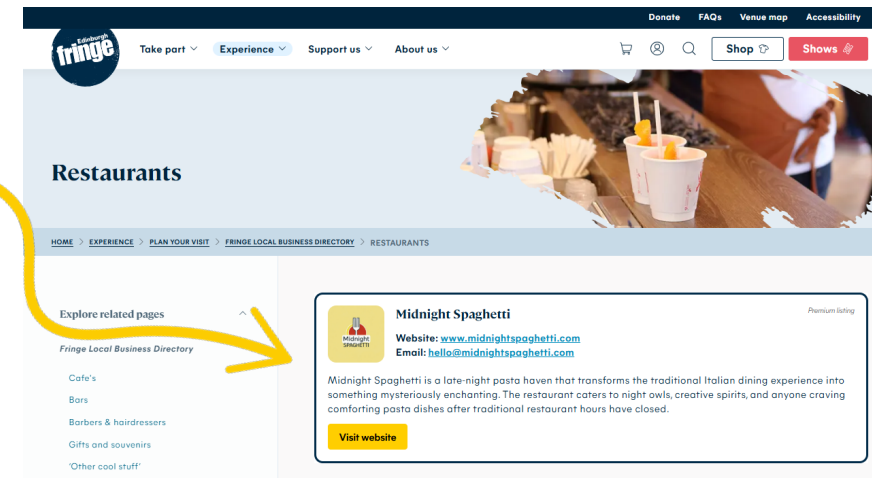 Donate FAQs Venue map Accessibility
Edinburgh
fringe
Take part Experience Support us About us Shop Shows
Restaurants
HOME > EXPERIENCE > PLAN YOUR VISIT > FRINGE LOCAL BUSINESS DIRECTORY > RESTAURANTS
Explore related pages
Fringe Local Business Directory
Cafe's
Bars
Barbers & hairdressers
Gifts and souvenirs
'Other cool stuff'
Midnight
SPAGHETTI
Midnight Spaghetti
Premium listing
Website: www.midnightspaghetti.com
Email: hello@midnightspaghetti.com
Midnight Spaghetti is a late-night pasta haven that transforms the traditional Italian dining experience into
something mysteriously enchanting. The restaurant caters to night owls, creative spirits, and anyone craving
comforting pasta dishes after traditional restaurant hours have closed.
Visit website